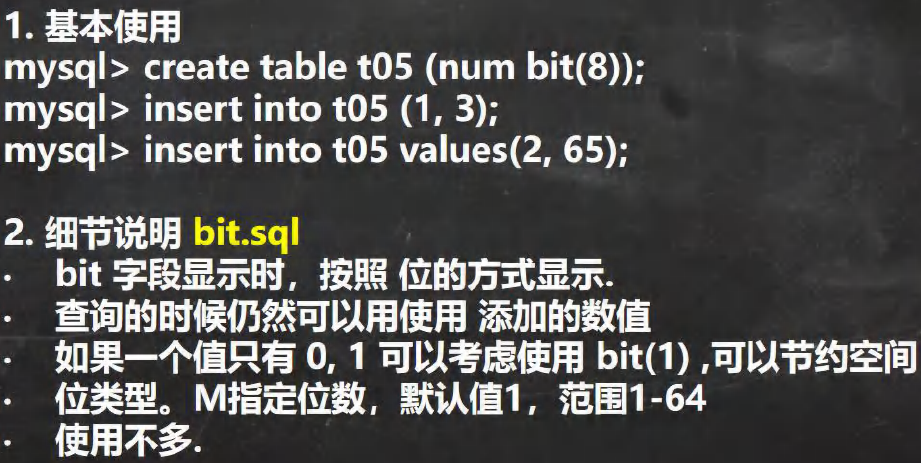 1. 基本使用
mysql> create table t05 (num bit(8));
mysql> insert into t05 (1, 3);
mysql> insert into t05 values(2, 65);
2. 细节说明 bit.sql
· bit 字段显示时，按照 位的方式显示.
· 查询的时候仍然可以用使用 添加的数值
· 如果一个值只有 0, 1 可以考虑使用 bit(1) ,可以节约空间
· 位类型。M指定位数，默认值1，范围1-64
· 使用不多.